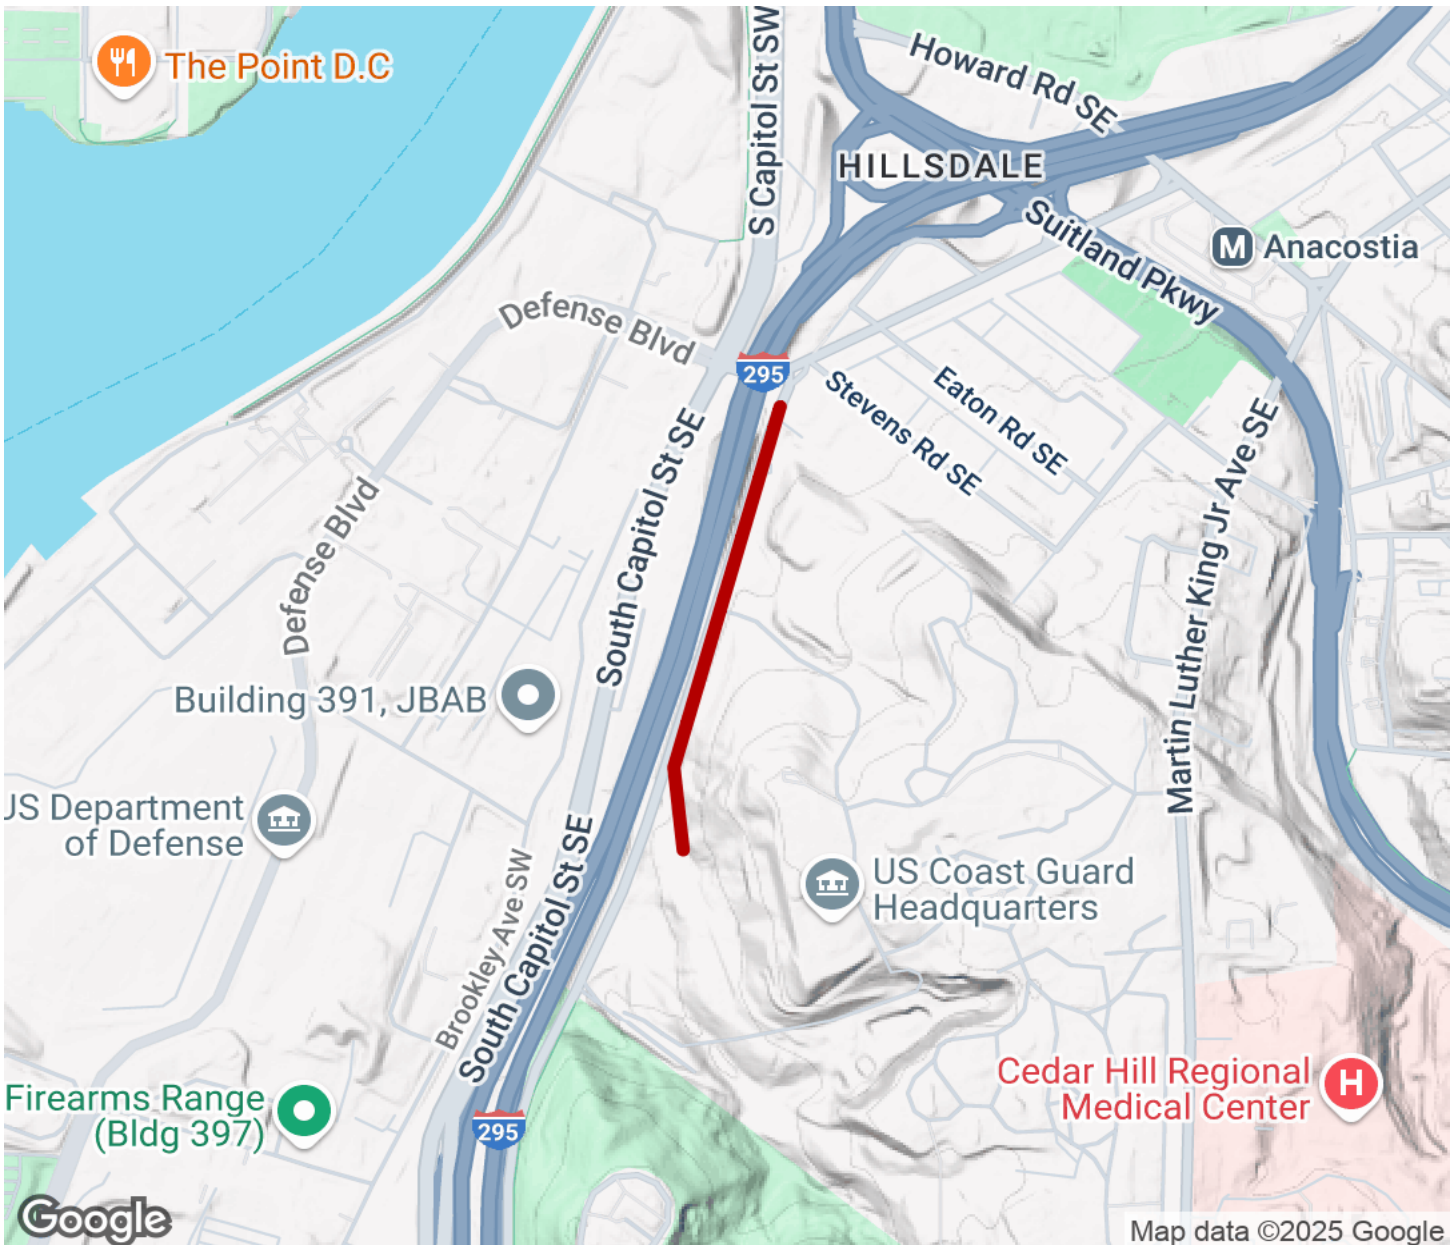 The Point D.C
S Capitol St SW
Howard Rd SE
HILLSDALE
Suitland Pkwy
M
Anacostia
Defense Blvd
295
Stevens Rd SE
Eaton Rd SE
South Capitol St SE
Defense Blvd
Martin Luther King Jr Ave SE
Building 391, JBAB
US Department
of Defense
South Capitol St SE
Brookley Ave SW
US Coast Guard
Headquarters
Cedar Hill Regional
Medical Center
H
Firearms Range
(Bldg 397)
295
Google
Map data ©2025 Google